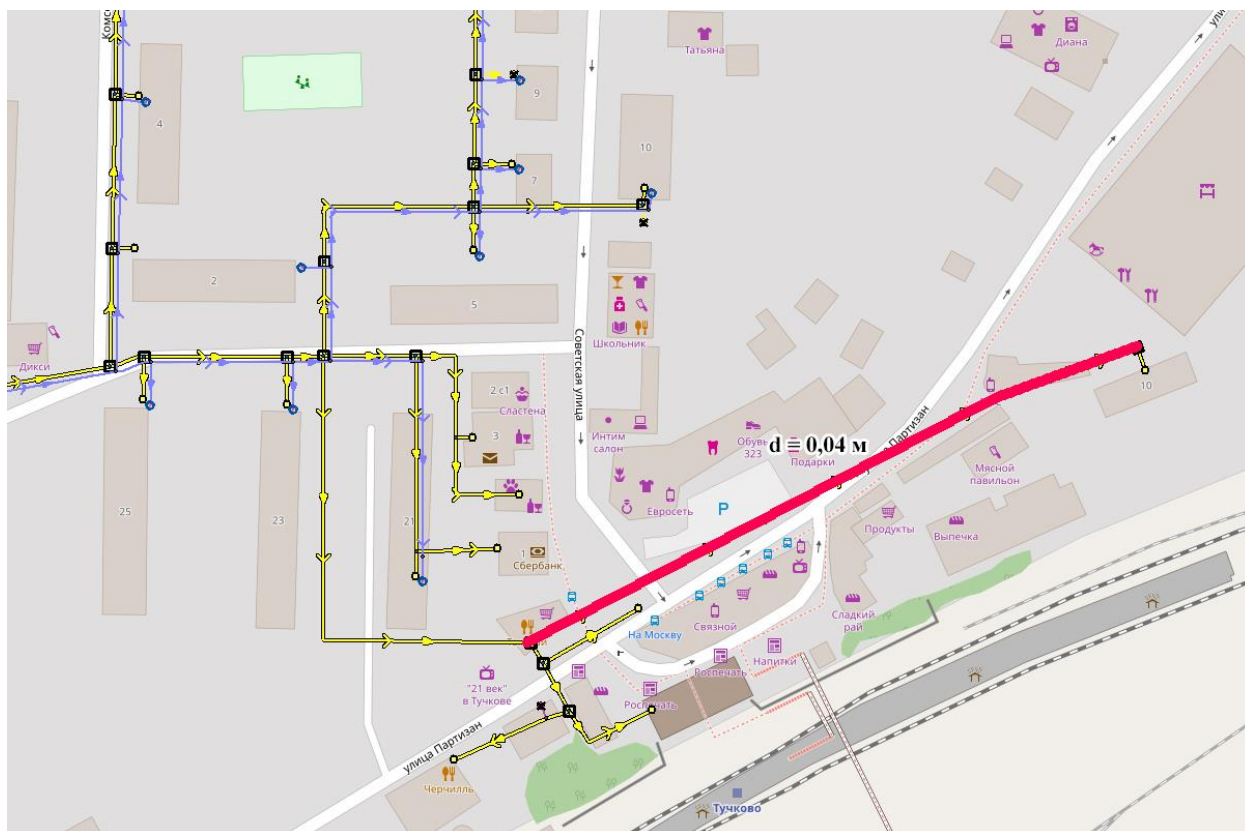 Комс
ули
Татьяна
Диана
4
9
10
7
2
5
Школьник
Советская улица
Дикси
2 с1
Сластена
3
Интим
салон
Обувь
323
d = 0,04 м
Подарки
Партизан
10
Мясной
павильон
25
23
21
P
Евросеть
Продукты
Выпечка
1
Сбербанк
Сладкий
рай
На Москву
Связной
Роспечать
Напитки
"21 век"
в Тучкове
улица Партизан
Черчилль
Тучково